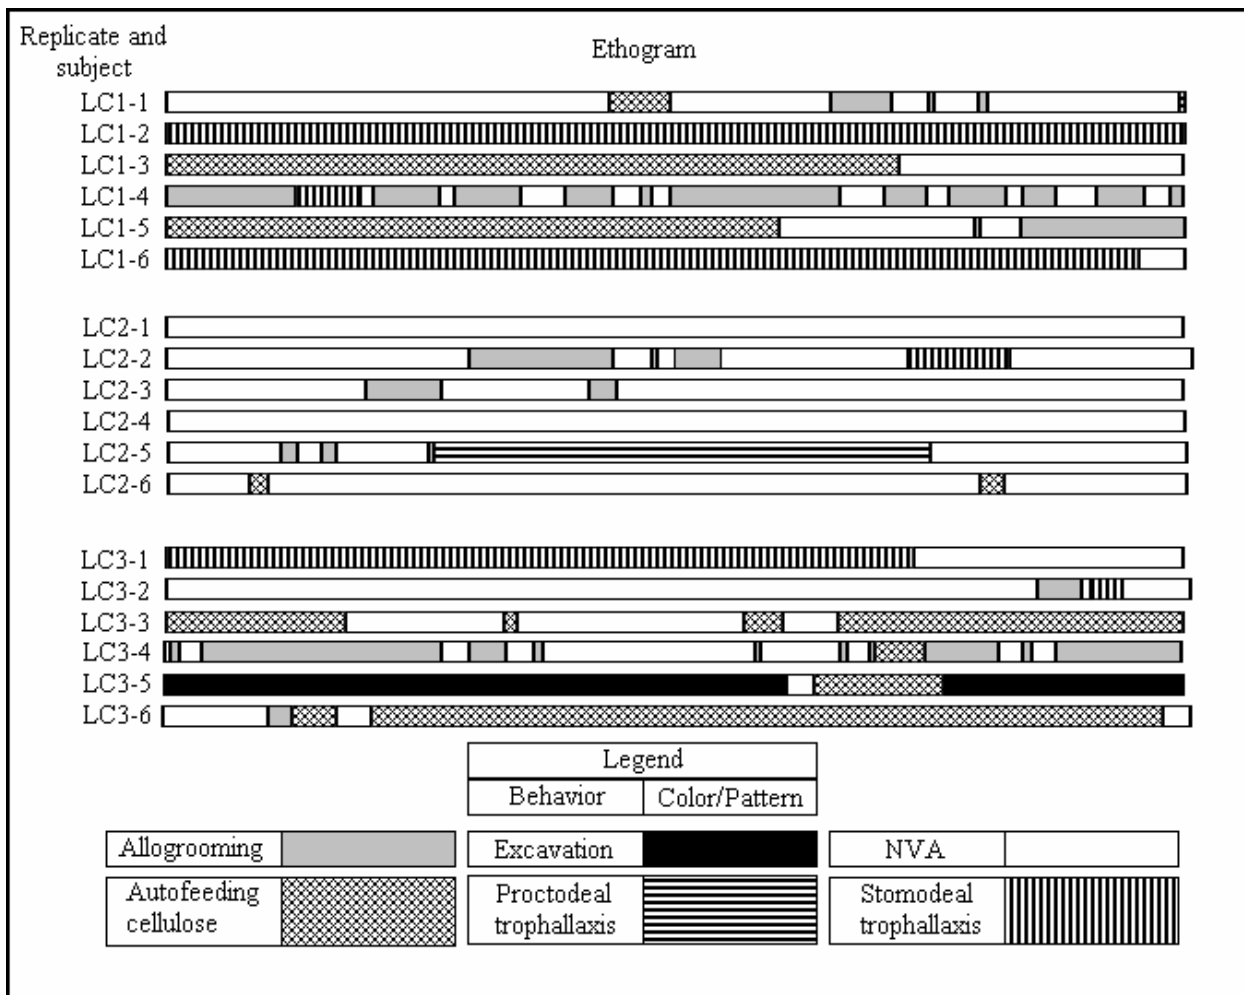 Replicate and
subject
Ethogram
LC1-1
LC1-2
LC1-3
LC1-4
LC1-5
LC1-6
LC2-1
LC2-2
LC2-3
LC2-4
LC2-5
LC2-6
LC3-1
LC3-2
LC3-3
LC3-4
LC3-5
LC3-6
Legend
Behavior Color/Pattern
Allogrooming Excavation NVA
Autofeeding Proctodeal Stomodeal
cellulose trophallaxis trophallaxis